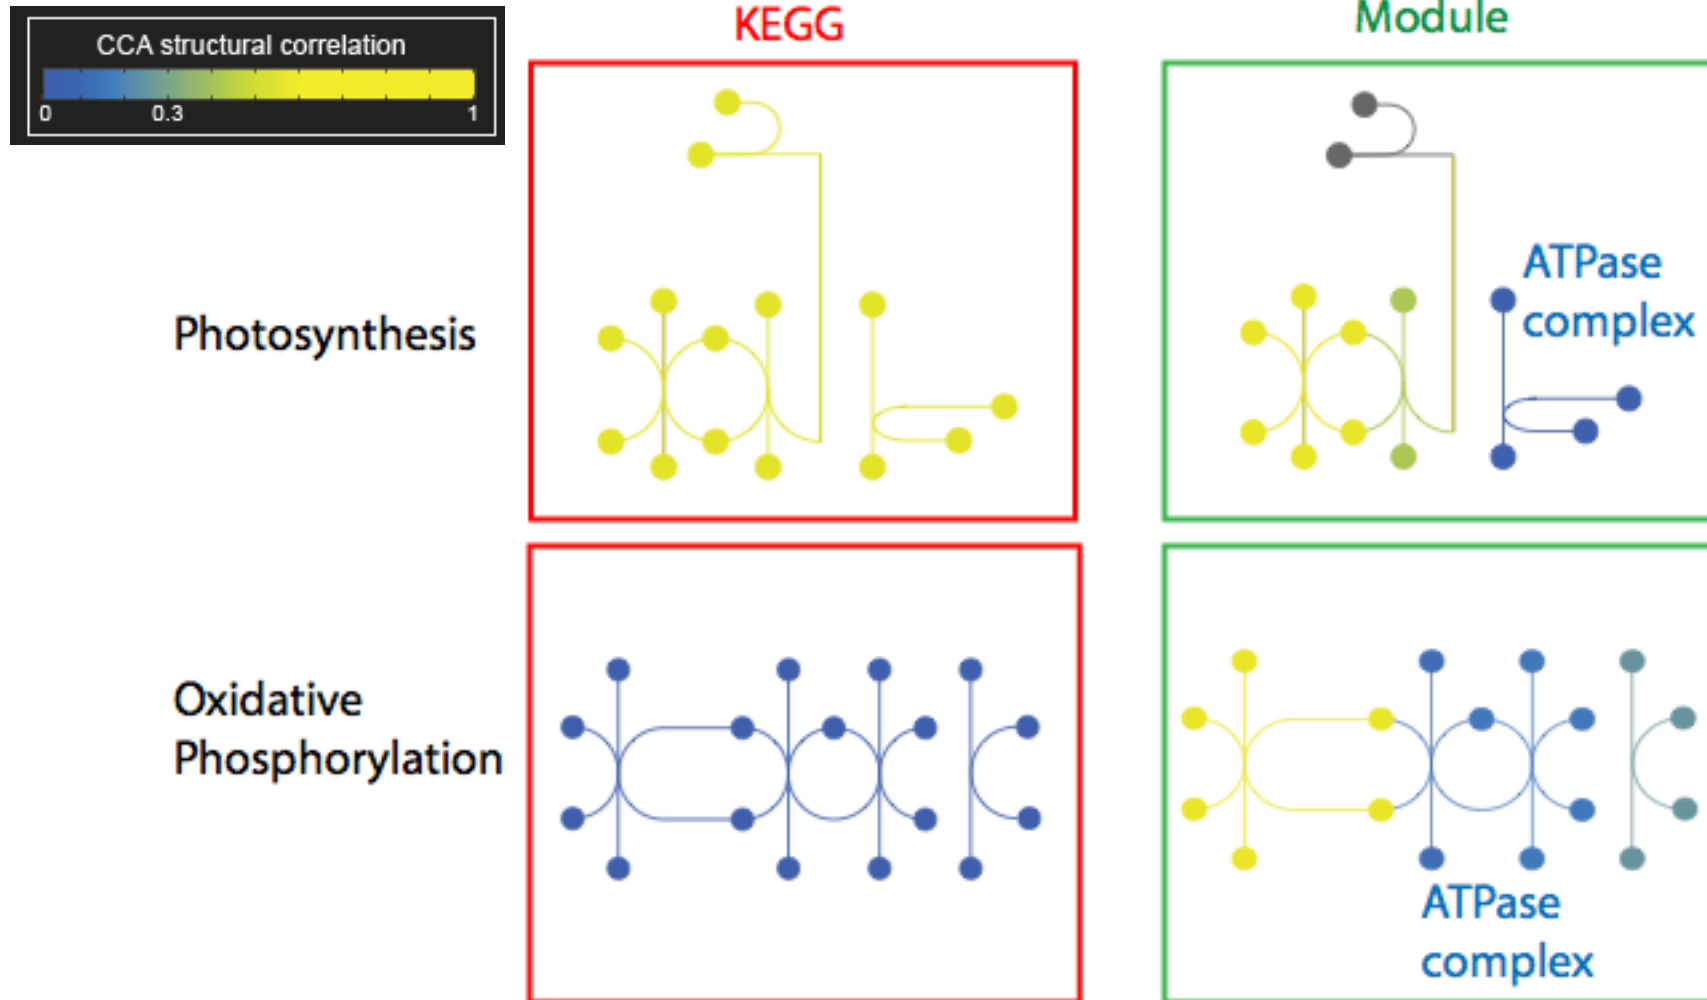 CCA structural correlation
0 0.3 1
KEGG
Module
Photosynthesis
ATPase
complex
Oxidative
Phosphorylation
ATPase
complex